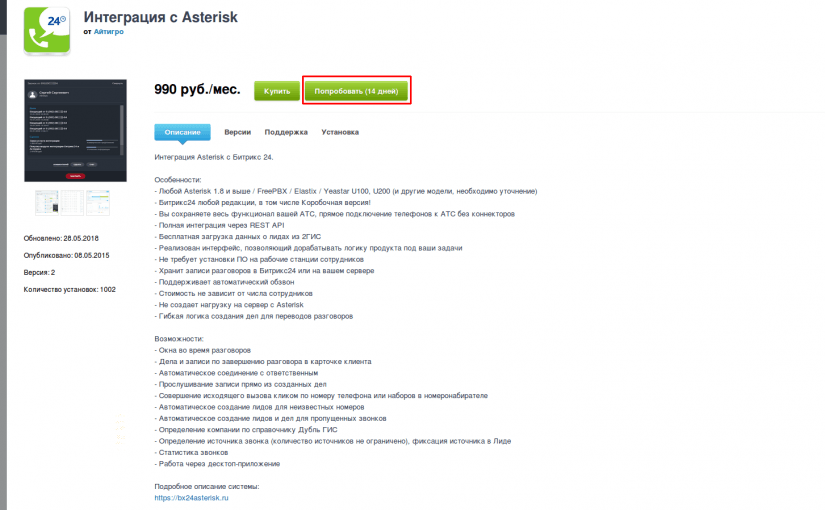 24
Интеграция с Asterisk
от Айтигро
990 руб./мес.
Купить
Попробовать (14 дней)
Описание
Версии
Поддержка
Установка
Интеграция Asterisk с Битрикс 24.
Особенности:
- Любой Asterisk 1.8 и выше / FreePBX / Elastix / Yeastar U100, U200 (и другие модели, необходимо уточнение)
- Битрикс24 любой редакции, в том числе Коробочная версия!
- Вы сохраняете весь функционал вашей АТС, прямое подключение телефонов к АТС без коннекторов
- Полная интеграция через REST API
- Бесплатная загрузка данных о лидах из 2ГИС
- Реализован интерфейс, позволяющий дорабатывать логику продукта под ваши задачи
- Не требует установки ПО на рабочие станции сотрудников
- Хранит записи разговоров в Битрикс24 или на вашем сервере
- Поддерживает автоматический обзвон
- Стоимость не зависит от числа сотрудников
- Не создает нагрузку на сервер с Asterisk
- Гибкая логика создания дел для переводов разговоров
Возможности:
- Окна во время разговоров
- Дела и записи по завершению разговора в карточке клиента
- Автоматическое соединение с ответственным
- Прослушивание записи прямо из созданных дел
- Совершение исходящего вызова кликом по номеру телефона или наборов в номеронабирателе
- Автоматическое создание лидов для неизвестных номеров
- Автоматическое создание лидов и дел для пропущенных звонков
- Определение компании по справочнику Дубль ГИС
- Определение источника звонка (количество источников не ограничено), фиксация источника в Лиде
- Статистика звонков
- Работа через десктоп-приложение
Подробное описание системы:
https://bx24asterisk.ru
Обновлено: 28.05.2018
Опубликовано: 08.05.2015
Версия: 2
Количество установок: 1002